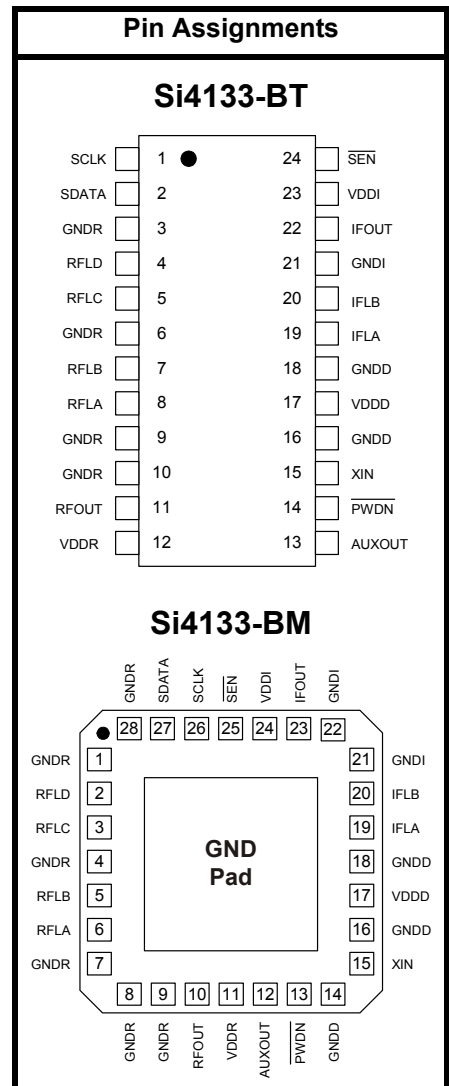 Pin Assignments
Si4133-BT
SCLK 1 24 SEN
SDATA 2 23 VDDI
GNDR 3 22 IFOUT
RFLD 4 21 GNDI
RFLC 5 20 IFLB
GNDR 6 19 IFLA
RFLB 7 18 GNDD
RFLA 8 17 VDDD
GNDR 9 16 GNDD
GNDR 10 15 XIN
RFOUT 11 14 PWDN
VDDR 12 13 AUXOUT
Si4133-BM
GNDR SDATA SCLK SEN VDDI IFOUT GNDI
28 27 26 25 24 23 22
GNDR 1 21 GNDI
RFLD 2 20 IFLB
RFLC 3 19 IFLA
GNDR 4 18 GNDD
GND
Pad
RFLB 5 17 VDDD
RFLA 6 16 GNDD
GNDR 7 15 XIN
8 9 10 11 12 13 14
GNDR GNDR RFOUT VDDR AUXOUT PWDN GNDD